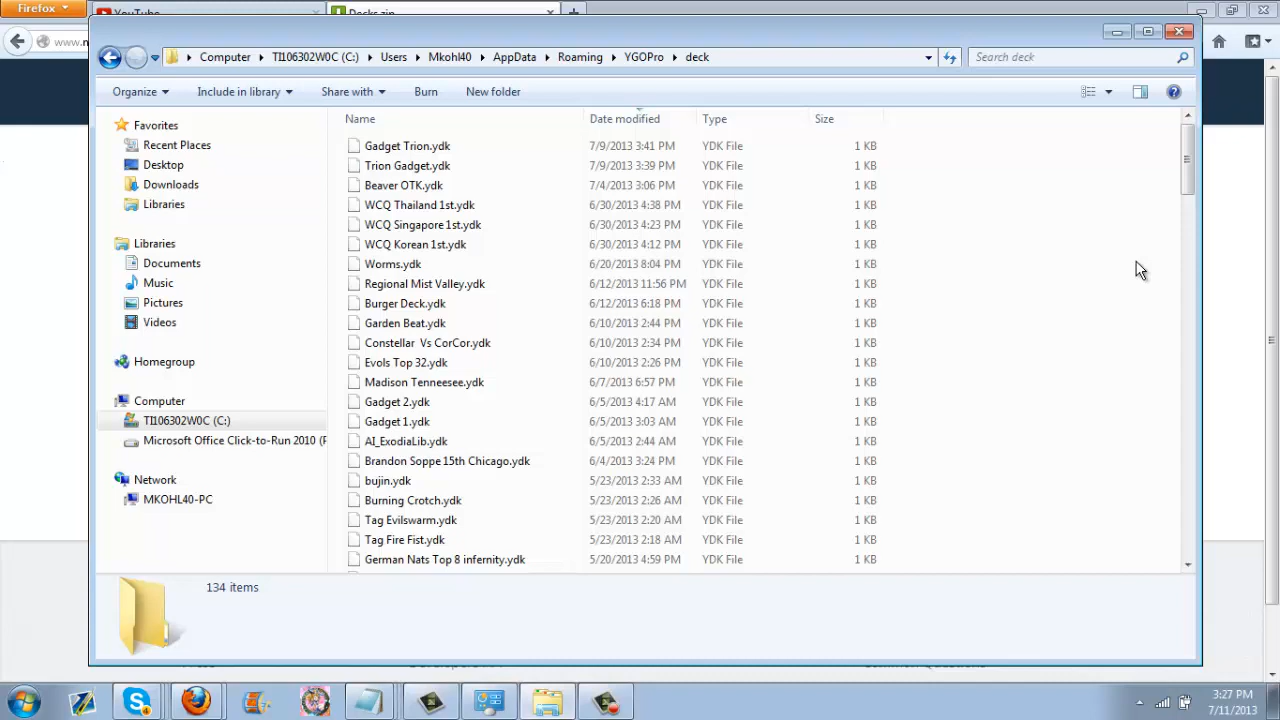 Firefox
YouTube
Decks.zip
www.n
Computer
TI106302W0C (C:)
Users
Mkohl40
AppData
Roaming
YGOPro
deck
Search deck
Organize
Include in library
Share with
Burn
New folder
Name
Date modified
Type
Size
Favorites
Recent Places
Desktop
Downloads
Libraries
Libraries
Documents
Music
Pictures
Videos
Homegroup
Computer
TI106302W0C (C:)
Microsoft Office Click-to-Run 2010 (P
Network
MKOHL40-PC
Gadget Trion.ydk 7/9/2013 3:41 PM YDK File 1 KB
Trion Gadget.ydk 7/9/2013 3:39 PM YDK File 1 KB
Beaver OTK.ydk 7/4/2013 3:06 PM YDK File 1 KB
WCQ Thailand 1st.ydk 6/30/2013 4:38 PM YDK File 1 KB
WCQ Singapore 1st.ydk 6/30/2013 4:23 PM YDK File 1 KB
WCQ Korean 1st.ydk 6/30/2013 4:12 PM YDK File 1 KB
Worms.ydk 6/20/2013 8:04 PM YDK File 1 KB
Regional Mist Valley.ydk 6/12/2013 11:56 PM YDK File 1 KB
Burger Deck.ydk 6/12/2013 6:18 PM YDK File 1 KB
Garden Beat.ydk 6/10/2013 2:44 PM YDK File 1 KB
Constellar Vs CorCor.ydk 6/10/2013 2:34 PM YDK File 1 KB
Evols Top 32.ydk 6/10/2013 2:26 PM YDK File 1 KB
Madison Tenneesee.ydk 6/7/2013 6:57 PM YDK File 1 KB
Gadget 2.ydk 6/5/2013 4:17 AM YDK File 1 KB
Gadget 1.ydk 6/5/2013 3:03 AM YDK File 1 KB
AI_ExodiaLib.ydk 6/5/2013 2:44 AM YDK File 1 KB
Brandon Soppe 15th Chicago.ydk 6/4/2013 3:24 PM YDK File 1 KB
bujin.ydk 5/23/2013 2:33 AM YDK File 1 KB
Burning Crotch.ydk 5/23/2013 2:26 AM YDK File 1 KB
Tag Evilswarm.ydk 5/23/2013 2:20 AM YDK File 1 KB
Tag Fire Fist.ydk 5/23/2013 2:18 AM YDK File 1 KB
German Nats Top 8 infernity.ydk 5/20/2013 4:59 PM YDK File 1 KB
134 items
3:27 PM
7/11/2013